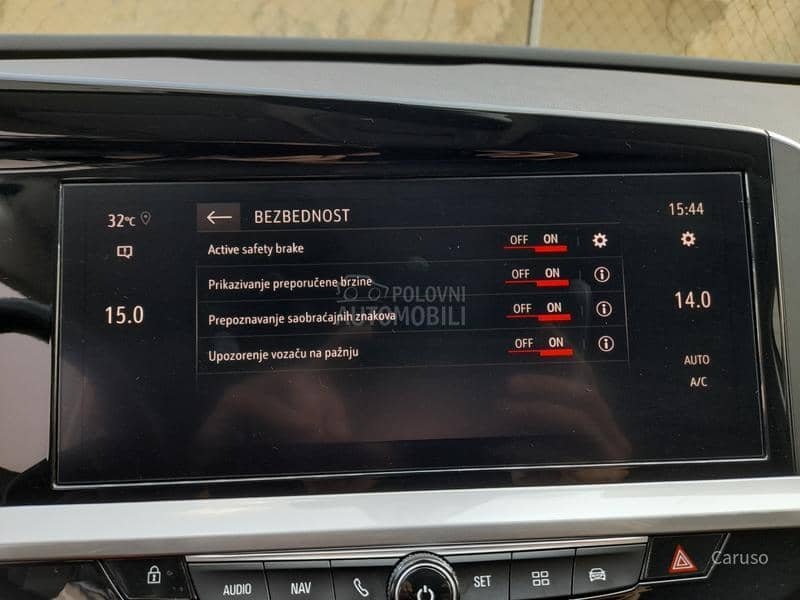 32°C
BEZBEDNOST
15:44
Active safety brake OFF ON
Prikazivanje preporučene brzine OFF ON
15.0
14.0
Prepoznavanje saobraćajnih znakova OFF ON
Upozorenje vozaču na pažnju OFF ON
AUTO
A/C
POLOVNI
AUTOMOBILI
AUDIO NAV SET
Caruso